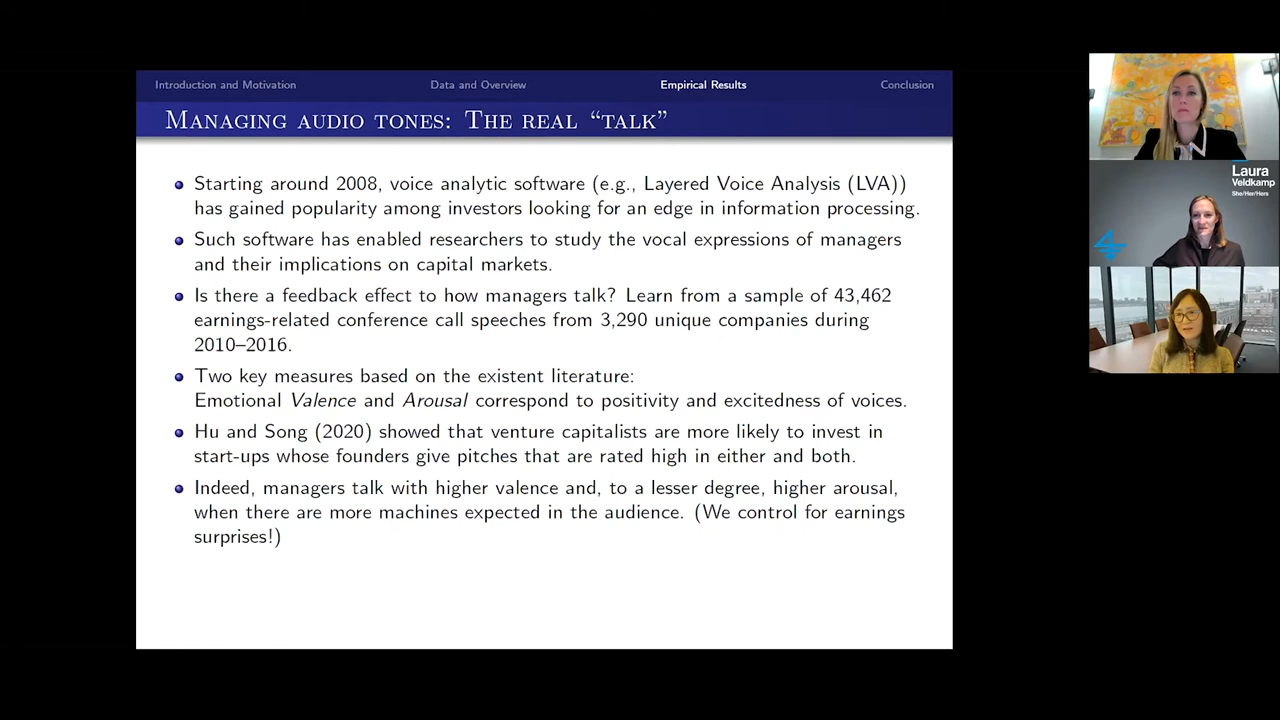 Introduction and Motivation
Data and Overview
Empirical Results
Conclusion
Managing audio tones: The real “talk”
Starting around 2008, voice analytic software (e.g., Layered Voice Analysis (LVA))
has gained popularity among investors looking for an edge in information processing.
Such software has enabled researchers to study the vocal expressions of managers
and their implications on capital markets.
Is there a feedback effect to how managers talk? Learn from a sample of 43,462
earnings-related conference call speeches from 3,290 unique companies during
2010–2016.
Two key measures based on the existent literature:
Emotional Valence and Arousal correspond to positivity and excitedness of voices.
Hu and Song (2020) showed that venture capitalists are more likely to invest in
start-ups whose founders give pitches that are rated high in either and both.
Indeed, managers talk with higher valence and, to a lesser degree, higher arousal,
when there are more machines expected in the audience. (We control for earnings
surprises!)
Laura
Veldkamp
She/Her/Hers